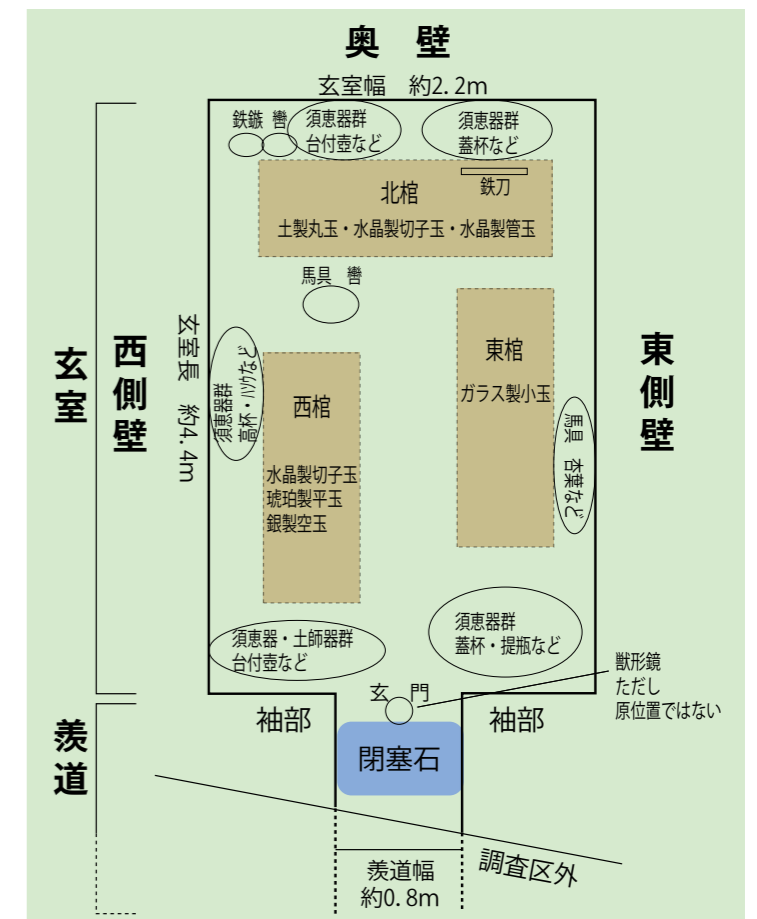 奥 壁
玄室幅 約2.2m
鉄鏃 轡
須恵器群
台付壺など
須恵器群
蓋杯など
北棺
鉄刀
土製丸玉・水晶製切子玉・水晶製管玉
馬具 轡
玄室
西側壁
玄室長 約4.4m
須恵器群
高杯・ハソウなど
西棺
水晶製切子玉
琥珀製平玉
銀製空玉
東棺
ガラス製小玉
馬具 杏葉など
東側壁
須恵器・土師器群
台付壺など
須恵器群
蓋杯・提瓶など
獣形鏡
ただし
原位置ではない
玄 門
袖部
袖部
羨道
閉塞石
調査区外
羨道幅
約0.8m